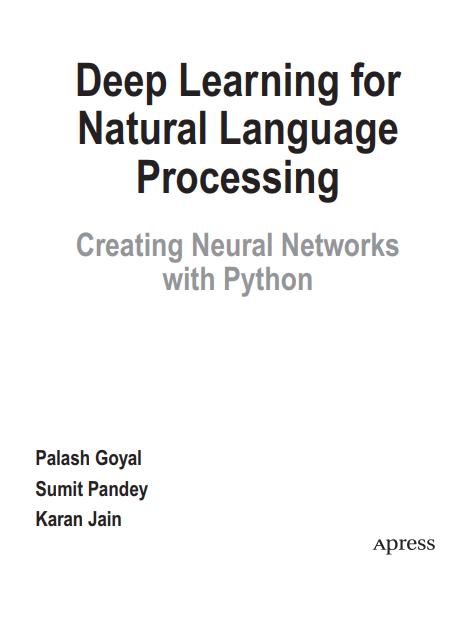 Deep Learning for
Natural Language
Processing
Creating Neural Networks
with Python
Palash Goyal
Sumit Pandey
Karan Jain
Apress